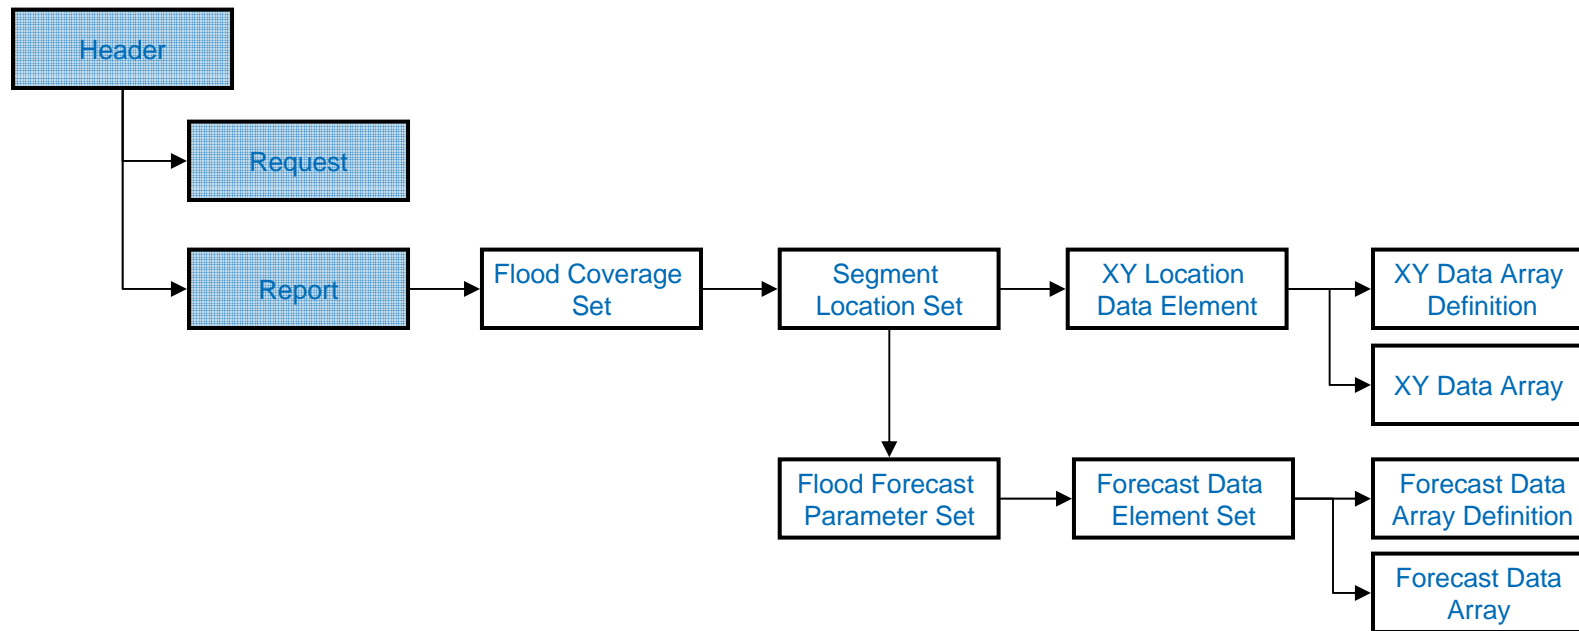 Header
Request
Report
Flood Coverage
Set
Segment
Location Set
XY Location
Data Element
XY Data Array
Definition
XY Data Array
Flood Forecast
Parameter Set
Forecast Data
Element Set
Forecast Data
Array Definition
Forecast Data
Array